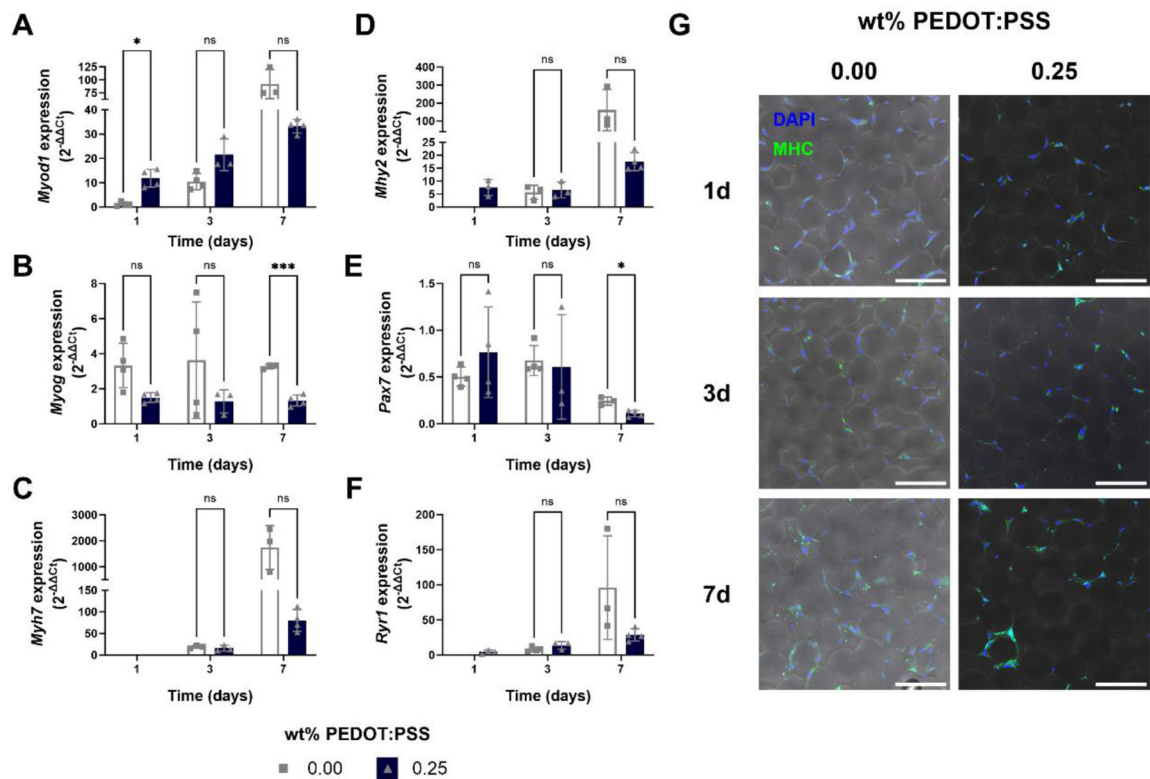 A
Myod1 expression
(2^-ΔΔCt)
125
100
75
50
40
30
20
10
0
*
ns
ns
1
3
7
Time (days)
D
Mhy2 expression
(2^-ΔΔCt)
400
300
200
100
25
20
15
10
5
0
ns
ns
1
3
7
Time (days)
B
Myog expression
(2^-ΔΔCt)
8
6
4
2
0
ns
ns
***
1
3
7
Time (days)
E
Pax7 expression
(2^-ΔΔCt)
1.5
1.0
0.5
0.0
ns
ns
*
1
3
7
Time (days)
C
Myh7 expression
(2^-ΔΔCt)
3000
2000
1000
150
100
50
0
ns
ns
1
3
7
Time (days)
F
Ryr1 expression
(2^-ΔΔCt)
200
150
100
50
0
ns
ns
1
3
7
Time (days)
wt% PEDOT:PSS
0.00
0.25
G
wt% PEDOT:PSS
0.00
0.25
DAPI
MHC
1d
3d
7d